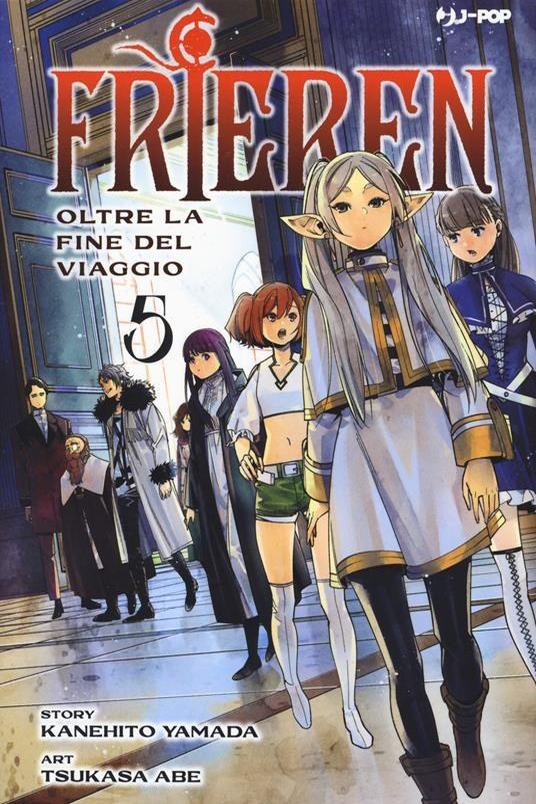 J-POP
FRIEREN
OLTRE LA
FINE DEL
VIAGGIO
5
STORY
KANEHITO YAMADA
ART
TSUKASA ABE